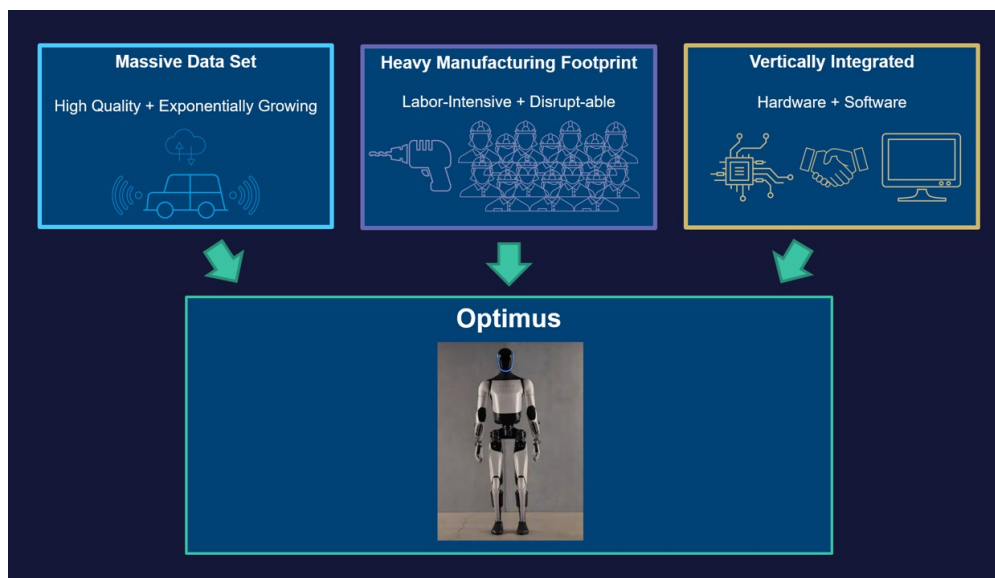 Massive Data Set
High Quality + Exponentially Growing
Heavy Manufacturing Footprint
Labor-Intensive + Disrupt-able
Vertically Integrated
Hardware + Software
Optimus